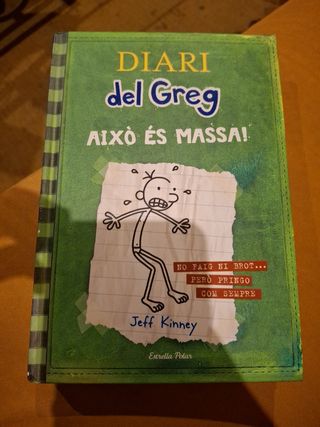 DIARI
del Greg
AIXÒ ÉS MASSA!
NO FAIG NI BROT...
PERÒ PRINGO
COM SEMPRE
Jeff Kinney
Estrella Polar